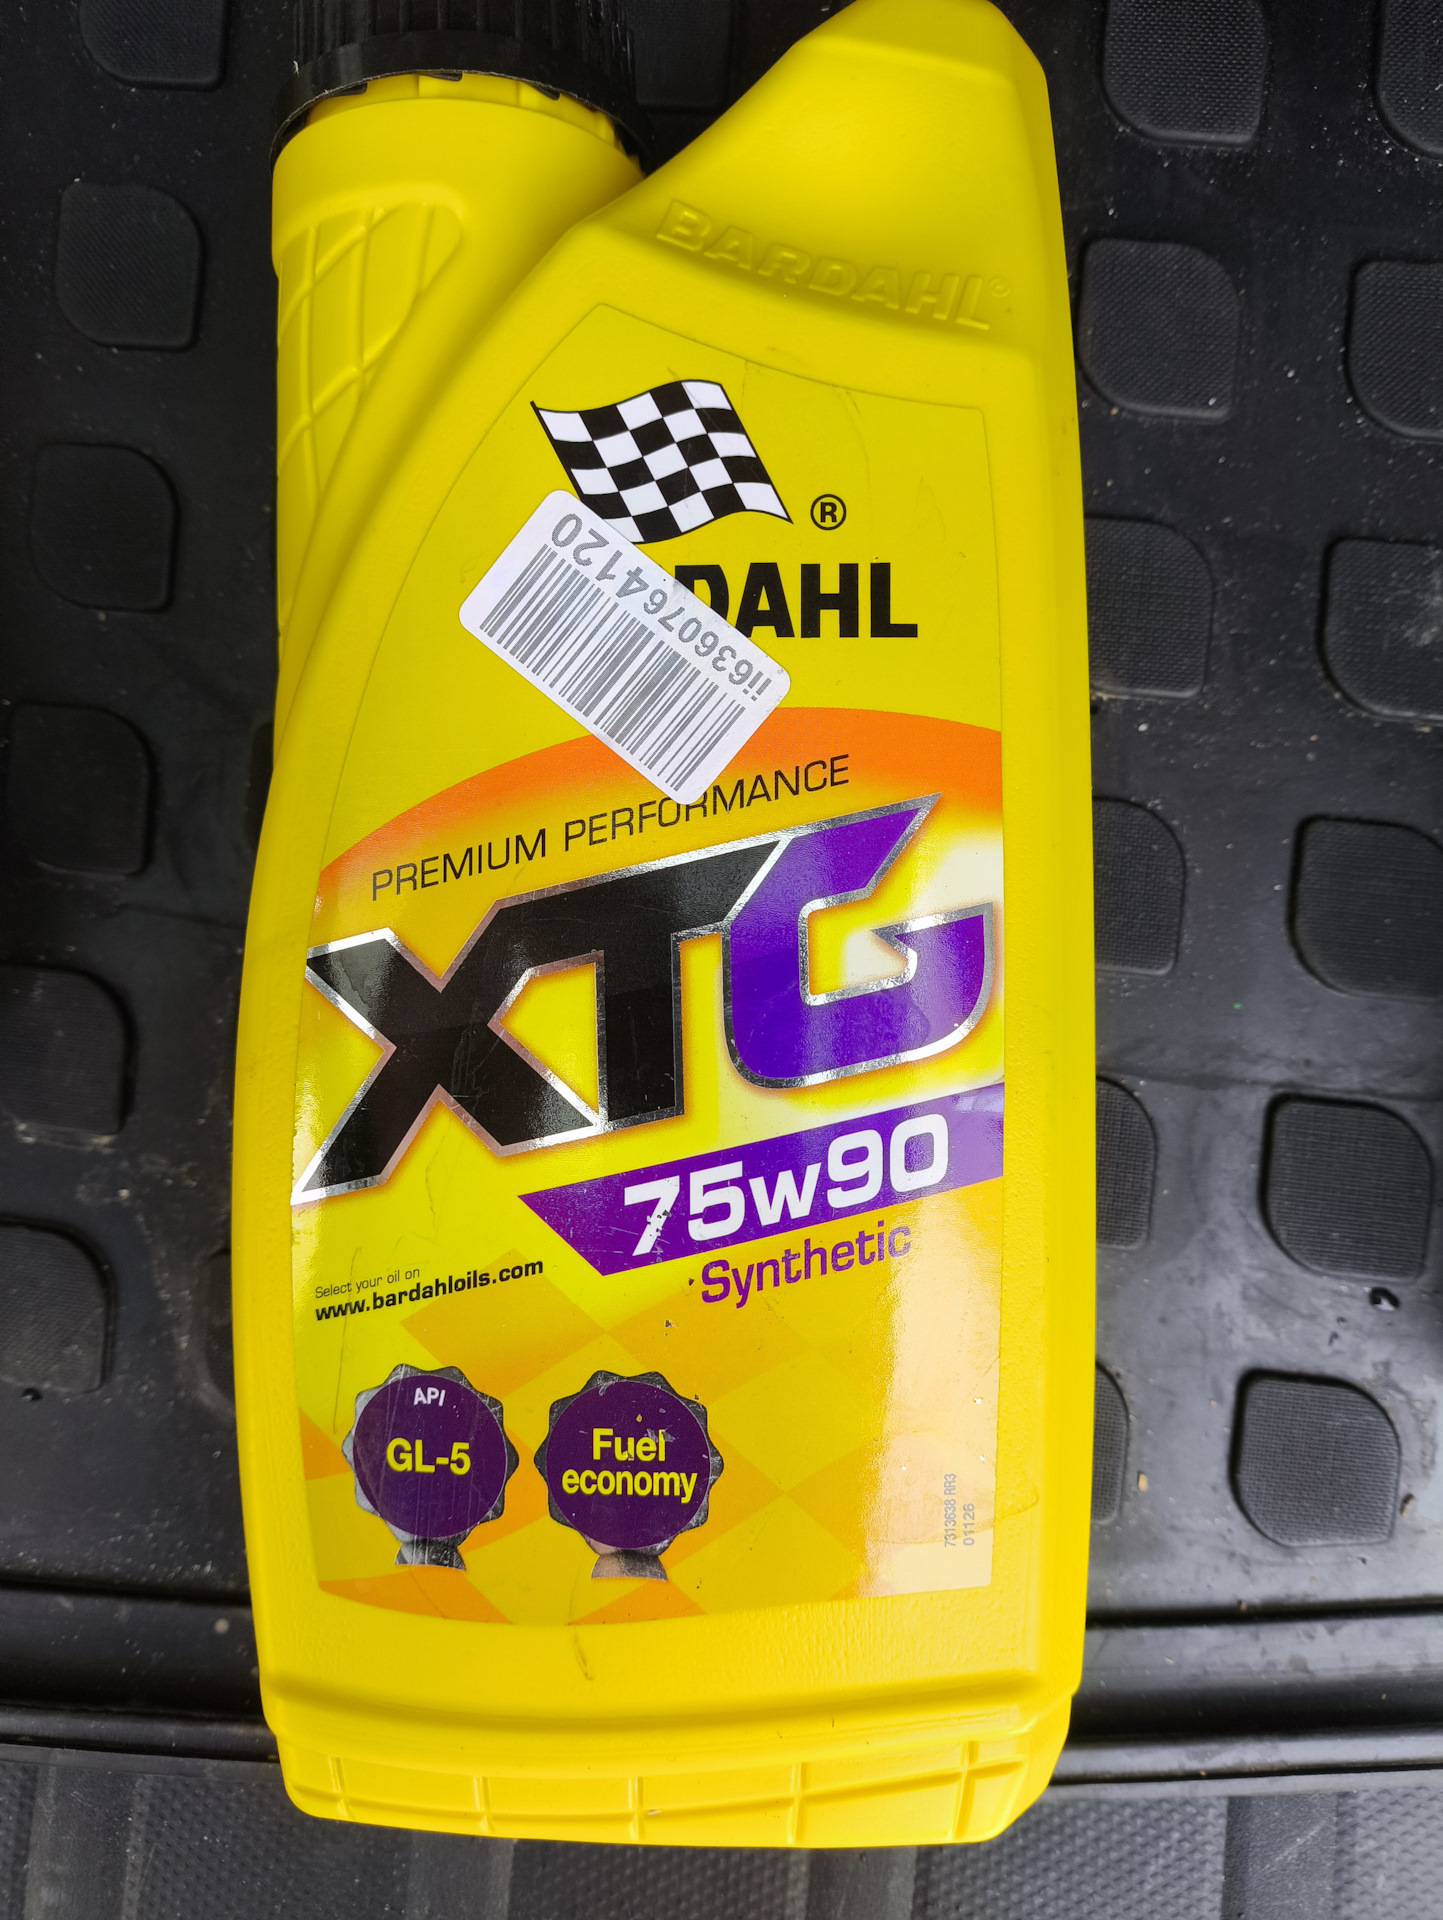 BARDAHL®
®
DAHL
ii6360764120
PREMIUM PERFORMANCE
XTG
75w90
Synthetic
Select your oil on
www.bardahloils.com
API
GL-5
Fuel
economy
7313638 RR3
01126